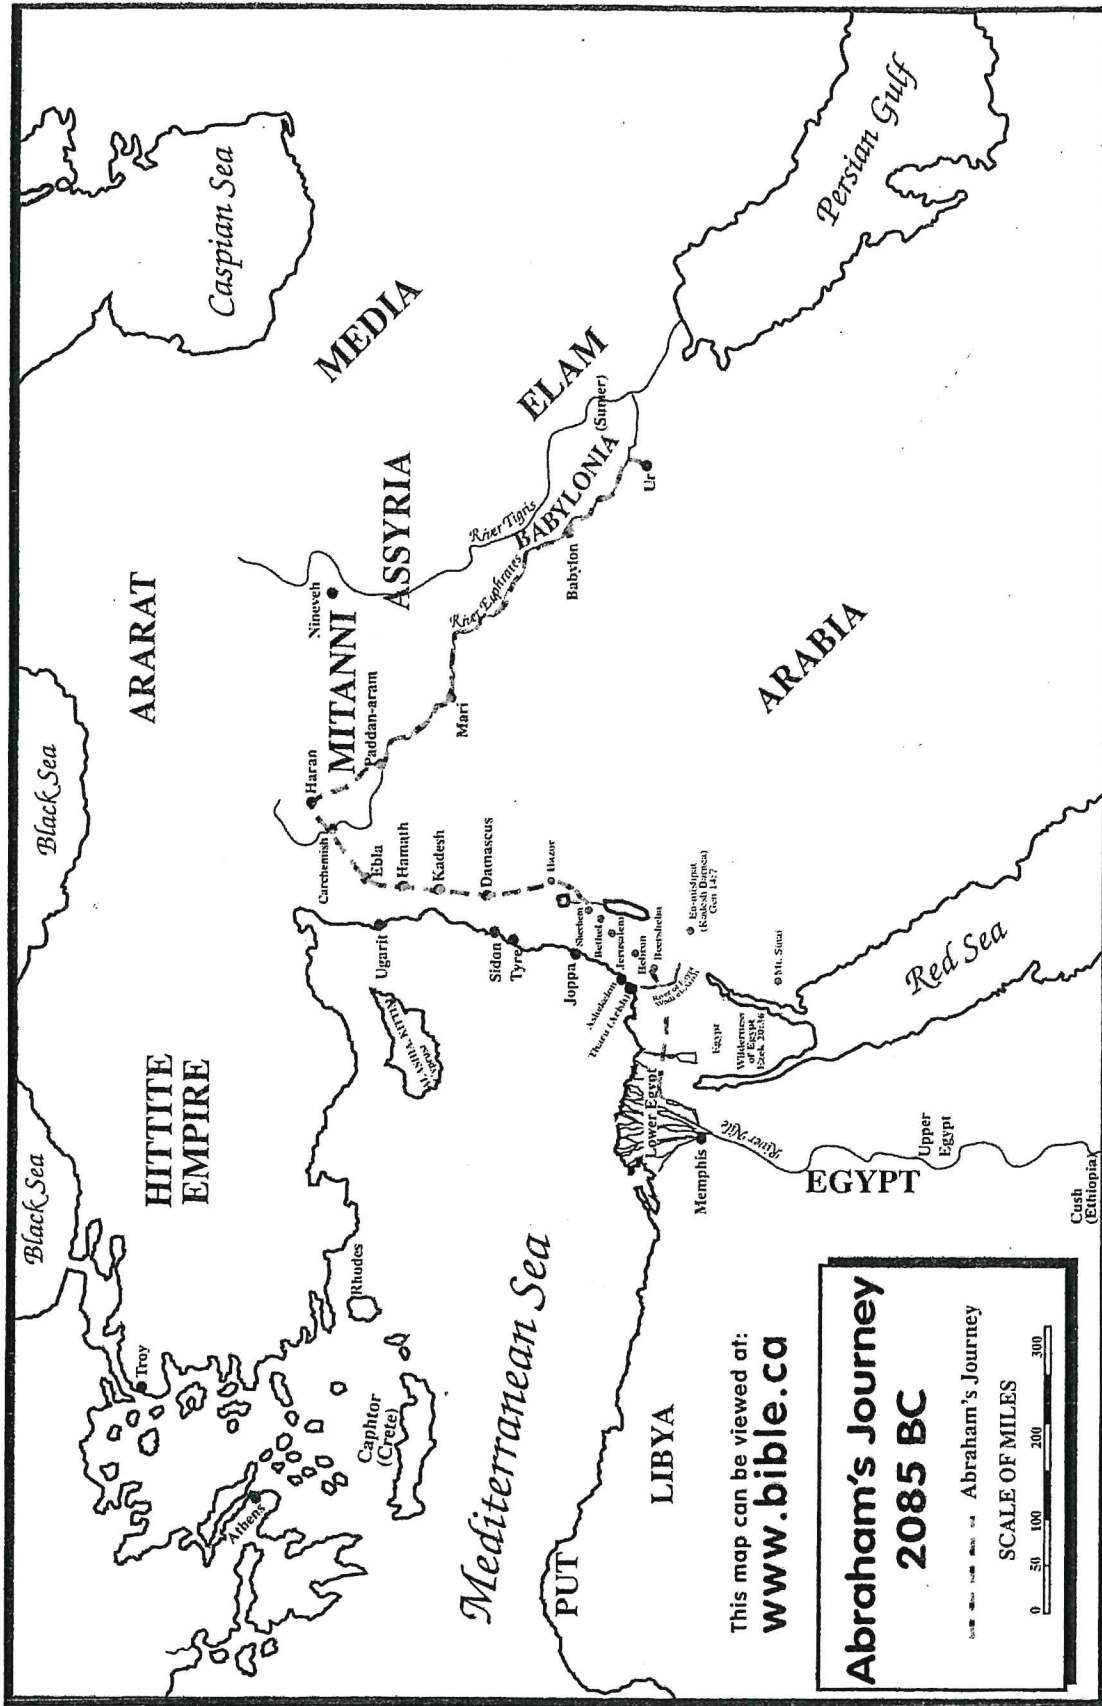 Black Sea
Black Sea
Caspian Sea
ARARAT
HITTITE
EMPIRE
MEDIA
Troy
Athens
Rhodes
Caphtor
(Crete)
Carchemish
Haran
MITANNI
Nineveh
Paddan-aram
ASSYRIA
ELAM
Ebla
Hamath
Kadesh
Damascus
Ugarit
Sidon
Tyre
Mari
River Euphrates
River Tigris
BABYLONIA
(Sumer)
Babylon
Ur
Persian Gulf
Mediterranean Sea
Hazor
Joppa
Bethel
Jerusalem
Hebron
Beersheba
Ashkelon
Tharu (Arish)
En-mishpat
(Kadesh Barnea)
Gen 14:7
Mt. Sinai
ARABIA
Red Sea
Egypt
Wilderness
of Egypt
Lower Egypt
Memphis
River Nile
EGYPT
Upper
Egypt
Cush
(Ethiopia)
PUT
LIBYA
This map can be viewed at:
www.bible.ca
Abraham's Journey
2085 BC
Abraham's Journey
SCALE OF MILES
0 50 100 200 300